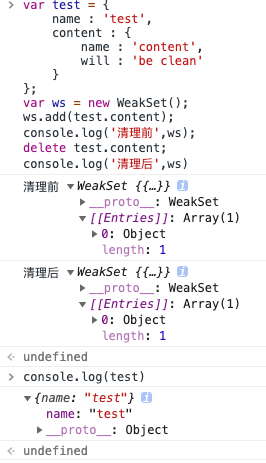 > var test = {
name : 'test',
content : {
name : 'content',
will : 'be clean'
}
};
var ws = new WeakSet();
ws.add(test.content);
console.log('清理前',ws);
delete test.content;
console.log('清理后',ws)
清理前 ▼WeakSet {{…}} i
▶__proto__: WeakSet
▼[[Entries]]: Array(1)
▶0: Object
length: 1
清理后 ▼WeakSet {{…}} i
▶__proto__: WeakSet
▼[[Entries]]: Array(1)
▶0: Object
length: 1
undefined
> console.log(test)
▼{name: "test"} i
name: "test"
▶__proto__: Object
undefined